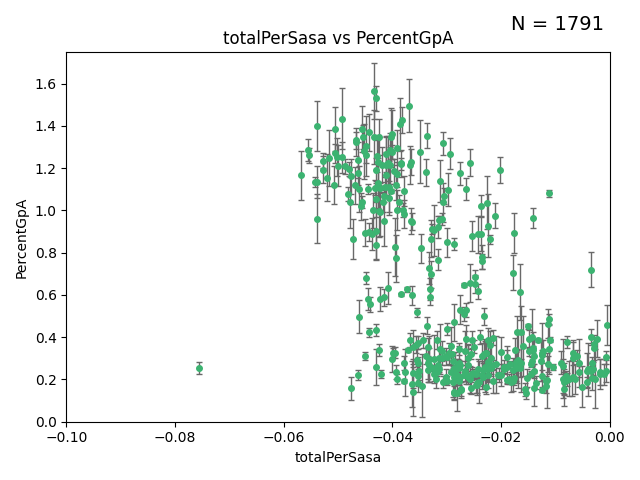 N = 1791
totalPerSasa vs PercentGpA
PercentGpA
1.6
1.4
1.2
1.0
0.8
0.6
0.4
0.2
0.0
−0.10 −0.08 −0.06 −0.04 −0.02 0.00
totalPerSasa